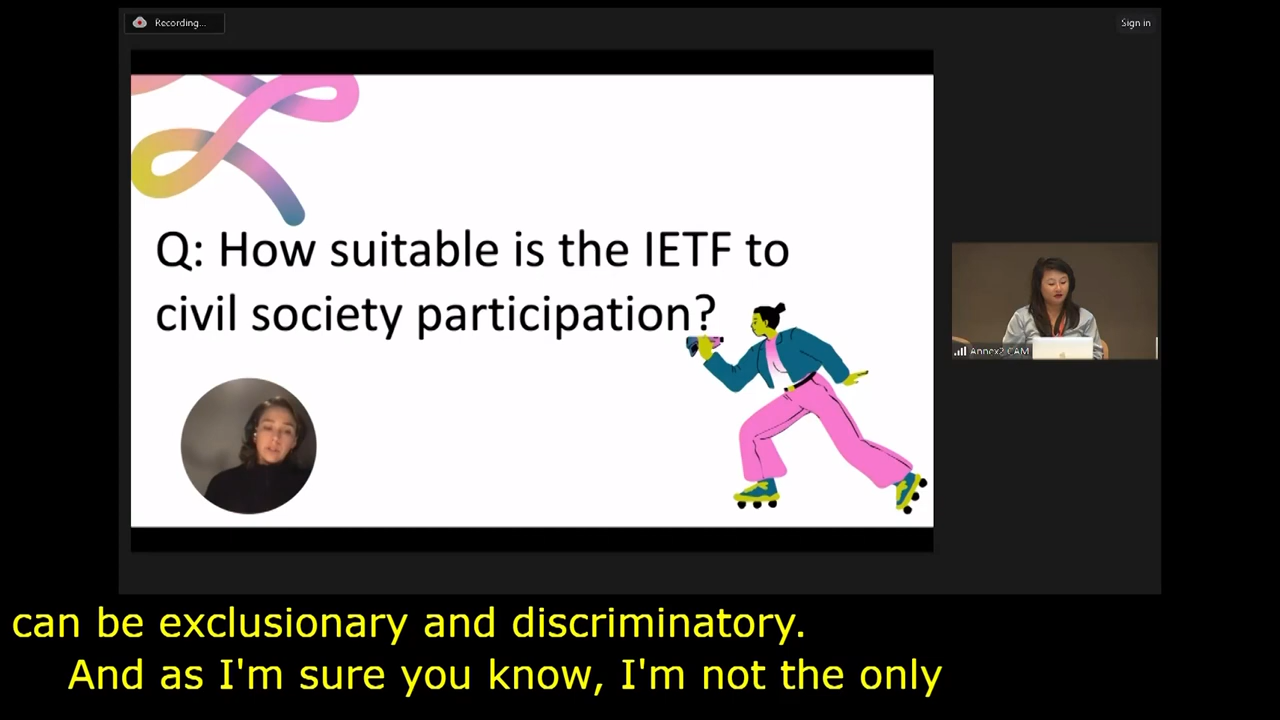 Recording...
Sign in
Q: How suitable is the IETF to
civil society participation?
Annex2 CAM
can be exclusionary and discriminatory.
And as I'm sure you know, I'm not the only